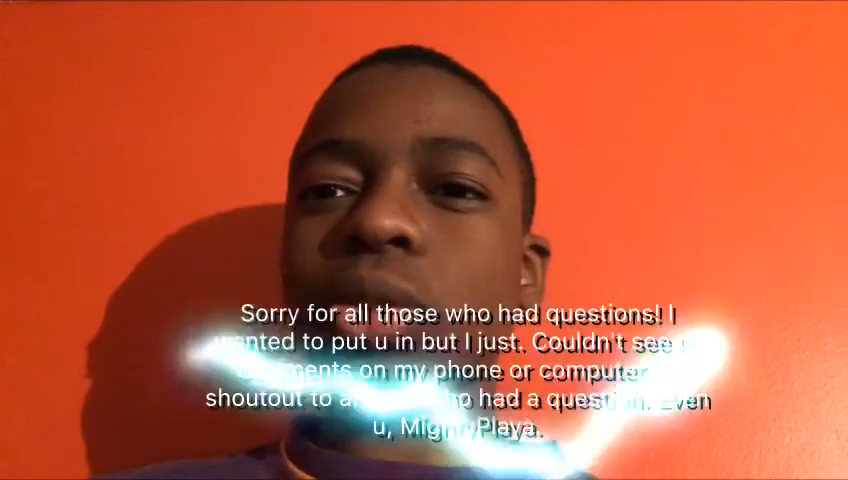 Sorry for all those who had questions! I
wanted to put u in but I just. Couldn't see
comments on my phone or computer
shoutout to who had a question. Even
u, MightyPlaya.